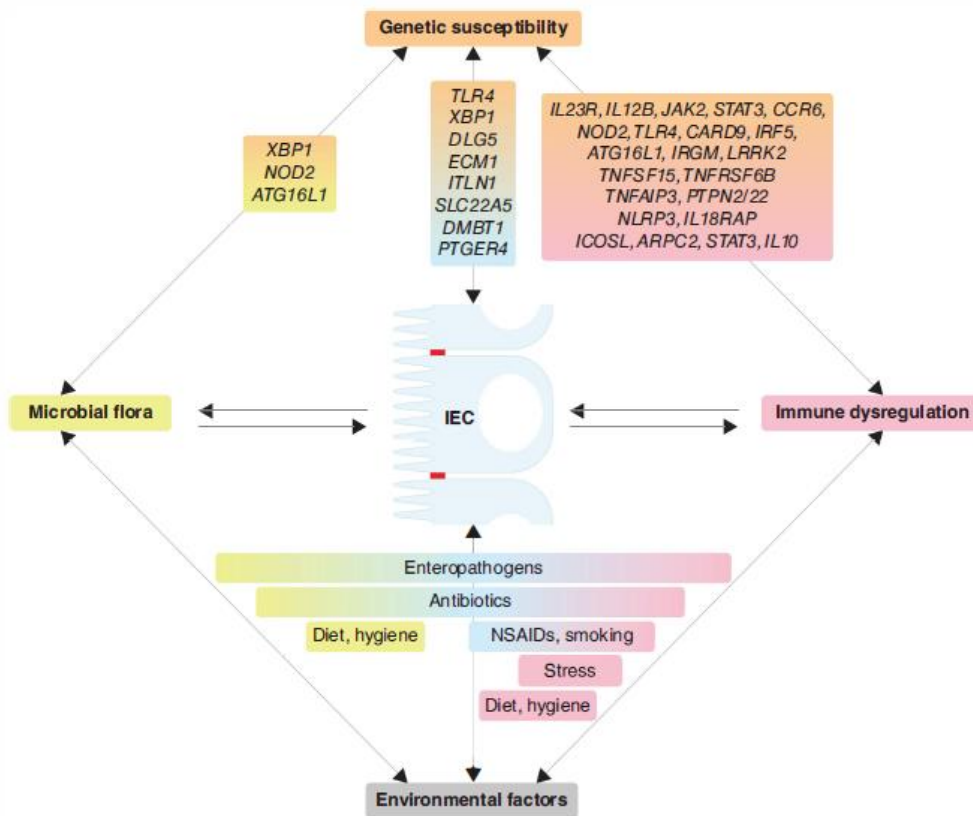 Genetic susceptibility
XBP1
NOD2
ATG16L1
TLR4
XBP1
DLG5
ECM1
ITLN1
SLC22A5
DMBT1
PTGER4
IL23R, IL12B, JAK2, STAT3, CCR6,
NOD2, TLR4, CARD9, IRF5,
ATG16L1, IRGM, LRRK2
TNFSF15, TNFRSF6B
TNFAIP3, PTPN2/22
NLRP3, IL18RAP
ICOSL, ARPC2, STAT3, IL10
Microbial flora
IEC
Immune dysregulation
Enteropathogens
Antibiotics
Diet, hygiene
NSAIDs, smoking
Stress
Diet, hygiene
Environmental factors